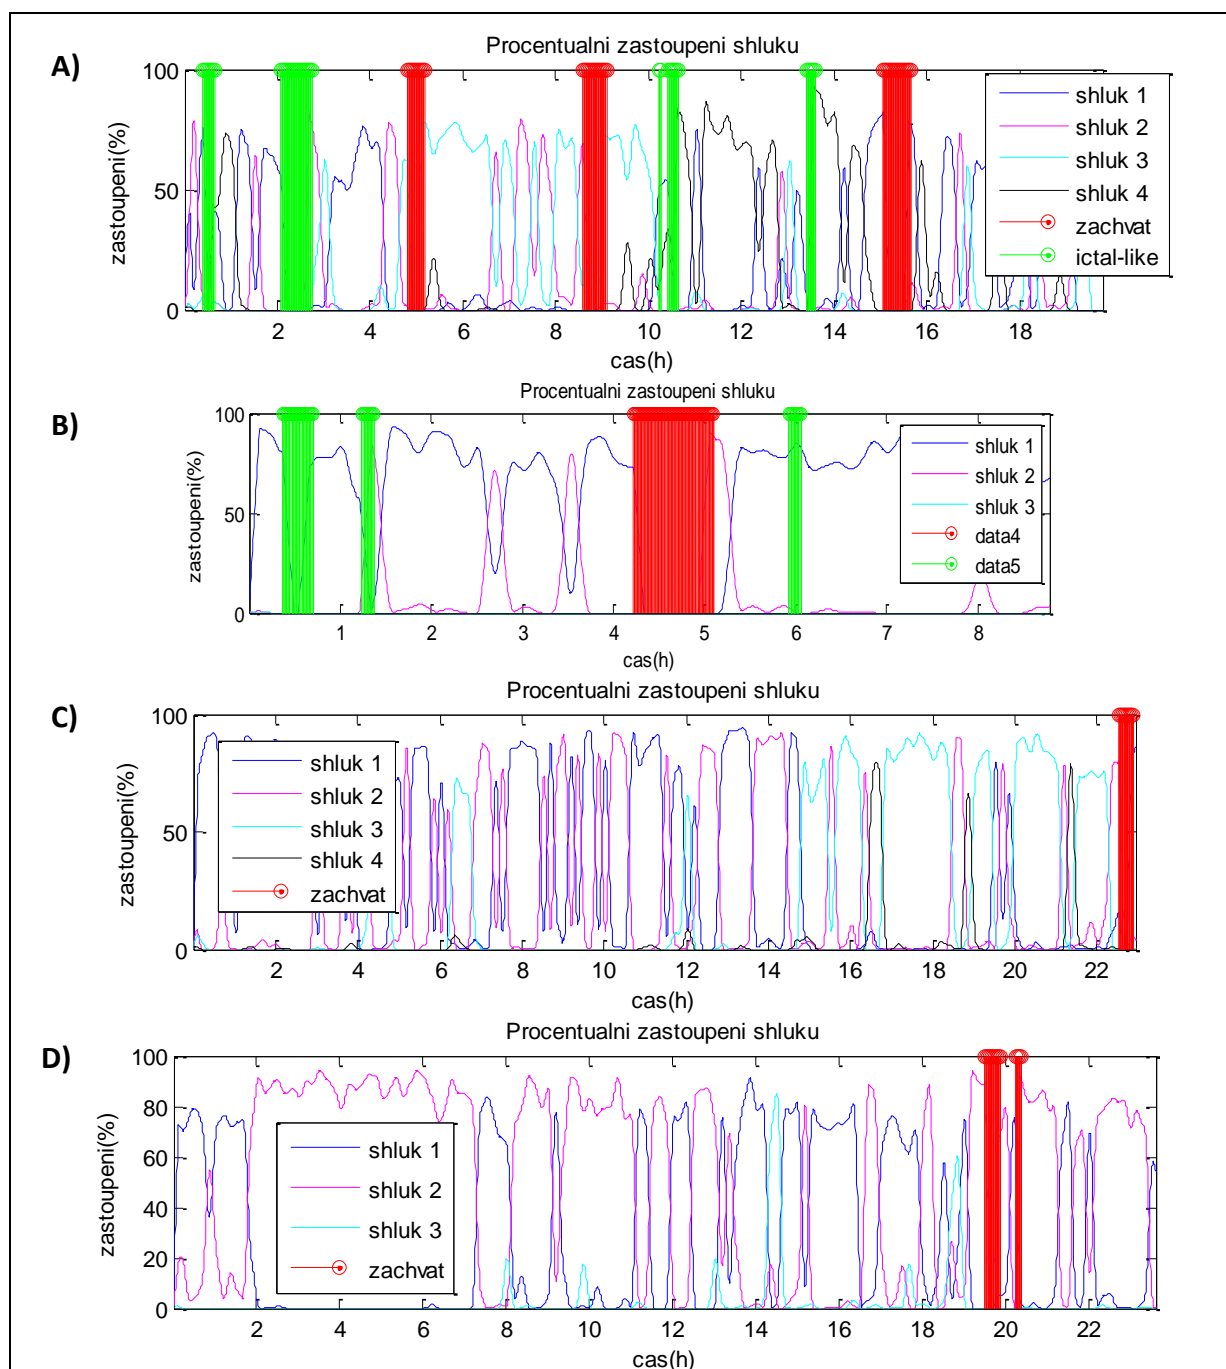 A)
Procentualni zastoupeni shluku
zastoupeni(%)
100
50
0
2 4 6 8 10 12 14 16 18
cas(h)
shluk 1
shluk 2
shluk 3
shluk 4
zachvat
ictal-like
B)
Procentualni zastoupeni shluku
zastoupeni(%)
100
50
0
1 2 3 4 5 6 7 8
cas(h)
shluk 1
shluk 2
shluk 3
data4
data5
C)
Procentualni zastoupeni shluku
zastoupeni(%)
100
50
0
2 4 6 8 10 12 14 16 18 20 22
cas(h)
shluk 1
shluk 2
shluk 3
shluk 4
zachvat
D)
Procentualni zastoupeni shluku
zastoupeni(%)
100
80
60
40
20
0
2 4 6 8 10 12 14 16 18 20 22
cas(h)
shluk 1
shluk 2
shluk 3
zachvat